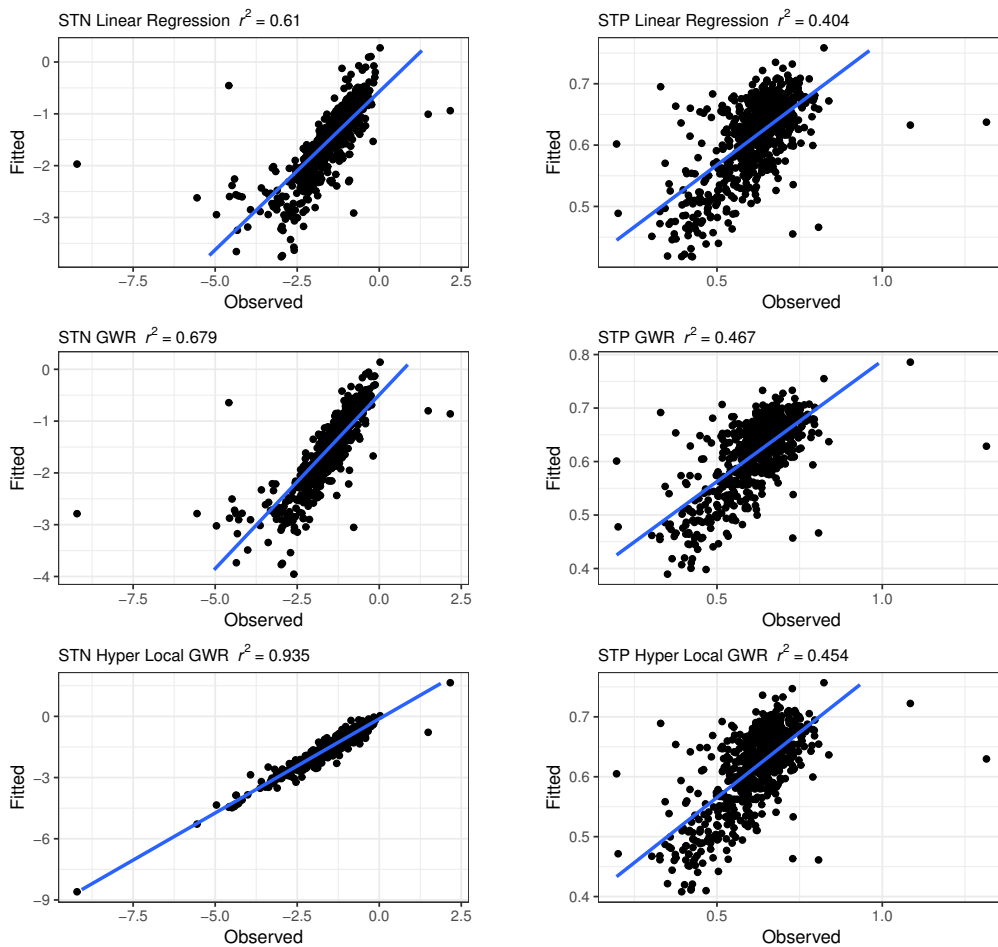 STN Linear Regression r² = 0.61
0
−1
−2
−3
Fitted
−7.5 −5.0 −2.5 0.0 2.5
Observed
STP Linear Regression r² = 0.404
0.7
0.6
0.5
Fitted
0.5 1.0
Observed
STN GWR r² = 0.679
0
−1
−2
−3
−4
Fitted
−7.5 −5.0 −2.5 0.0 2.5
Observed
STP GWR r² = 0.467
0.8
0.7
0.6
0.5
0.4
Fitted
0.5 1.0
Observed
STN Hyper Local GWR r² = 0.935
0
−3
−6
−9
Fitted
−7.5 −5.0 −2.5 0.0 2.5
Observed
STP Hyper Local GWR r² = 0.454
0.7
0.6
0.5
0.4
Fitted
0.5 1.0
Observed